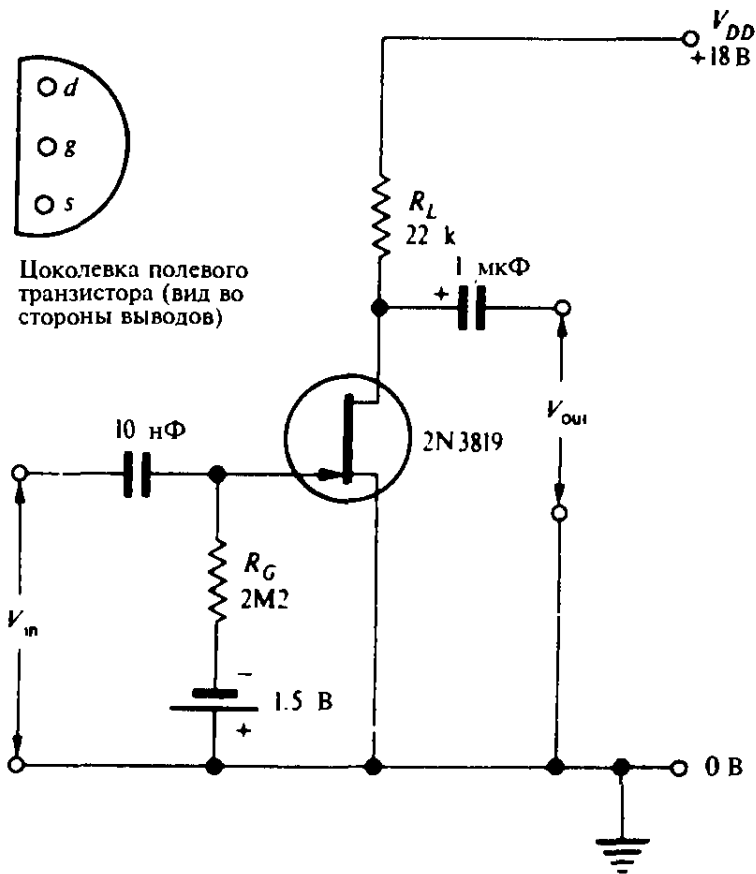 V_DD
+18 В
d
g
s
Цоколевка полевого
транзистора (вид во
стороны выводов)
R_L
22 k
1 мкФ
+
10 нФ
2N3819
V_out
R_G
2M2
V_in
−
1.5 В
+
0 В